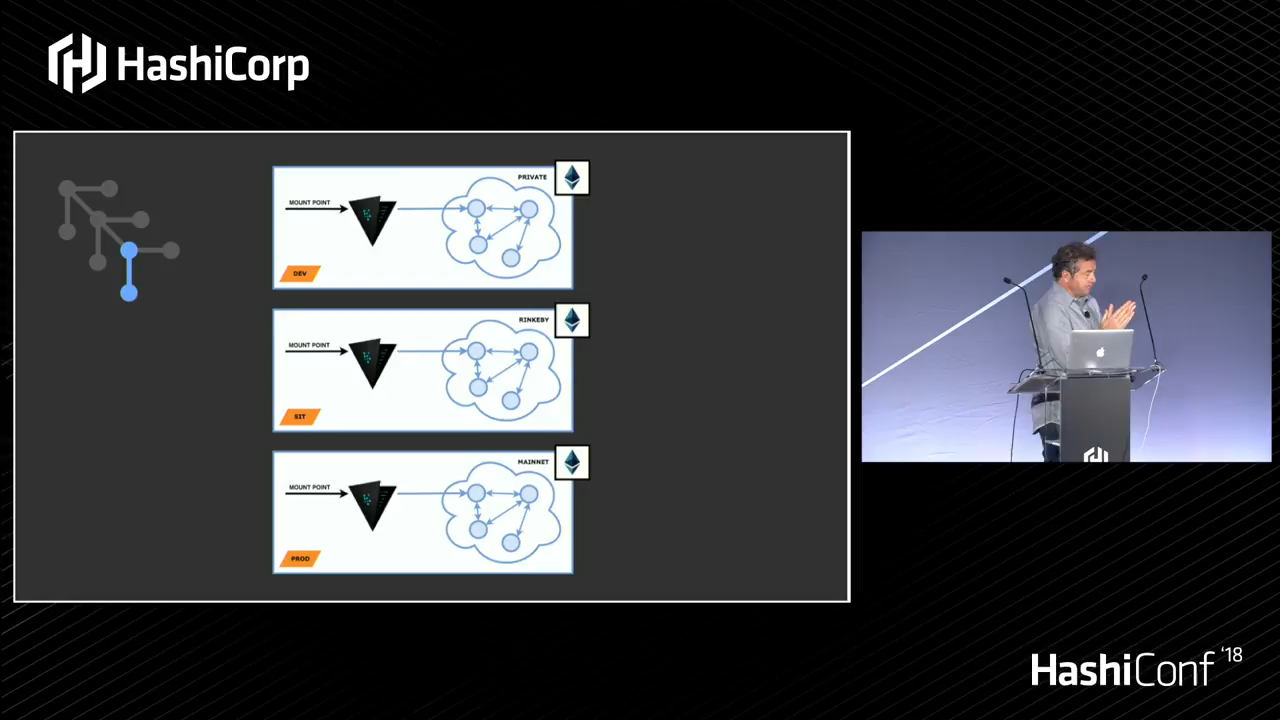 HashiCorp
PRIVATE
MOUNT POINT
DEV
RINKEBY
MOUNT POINT
SIT
MAINNET
MOUNT POINT
PROD
HashiConf '18